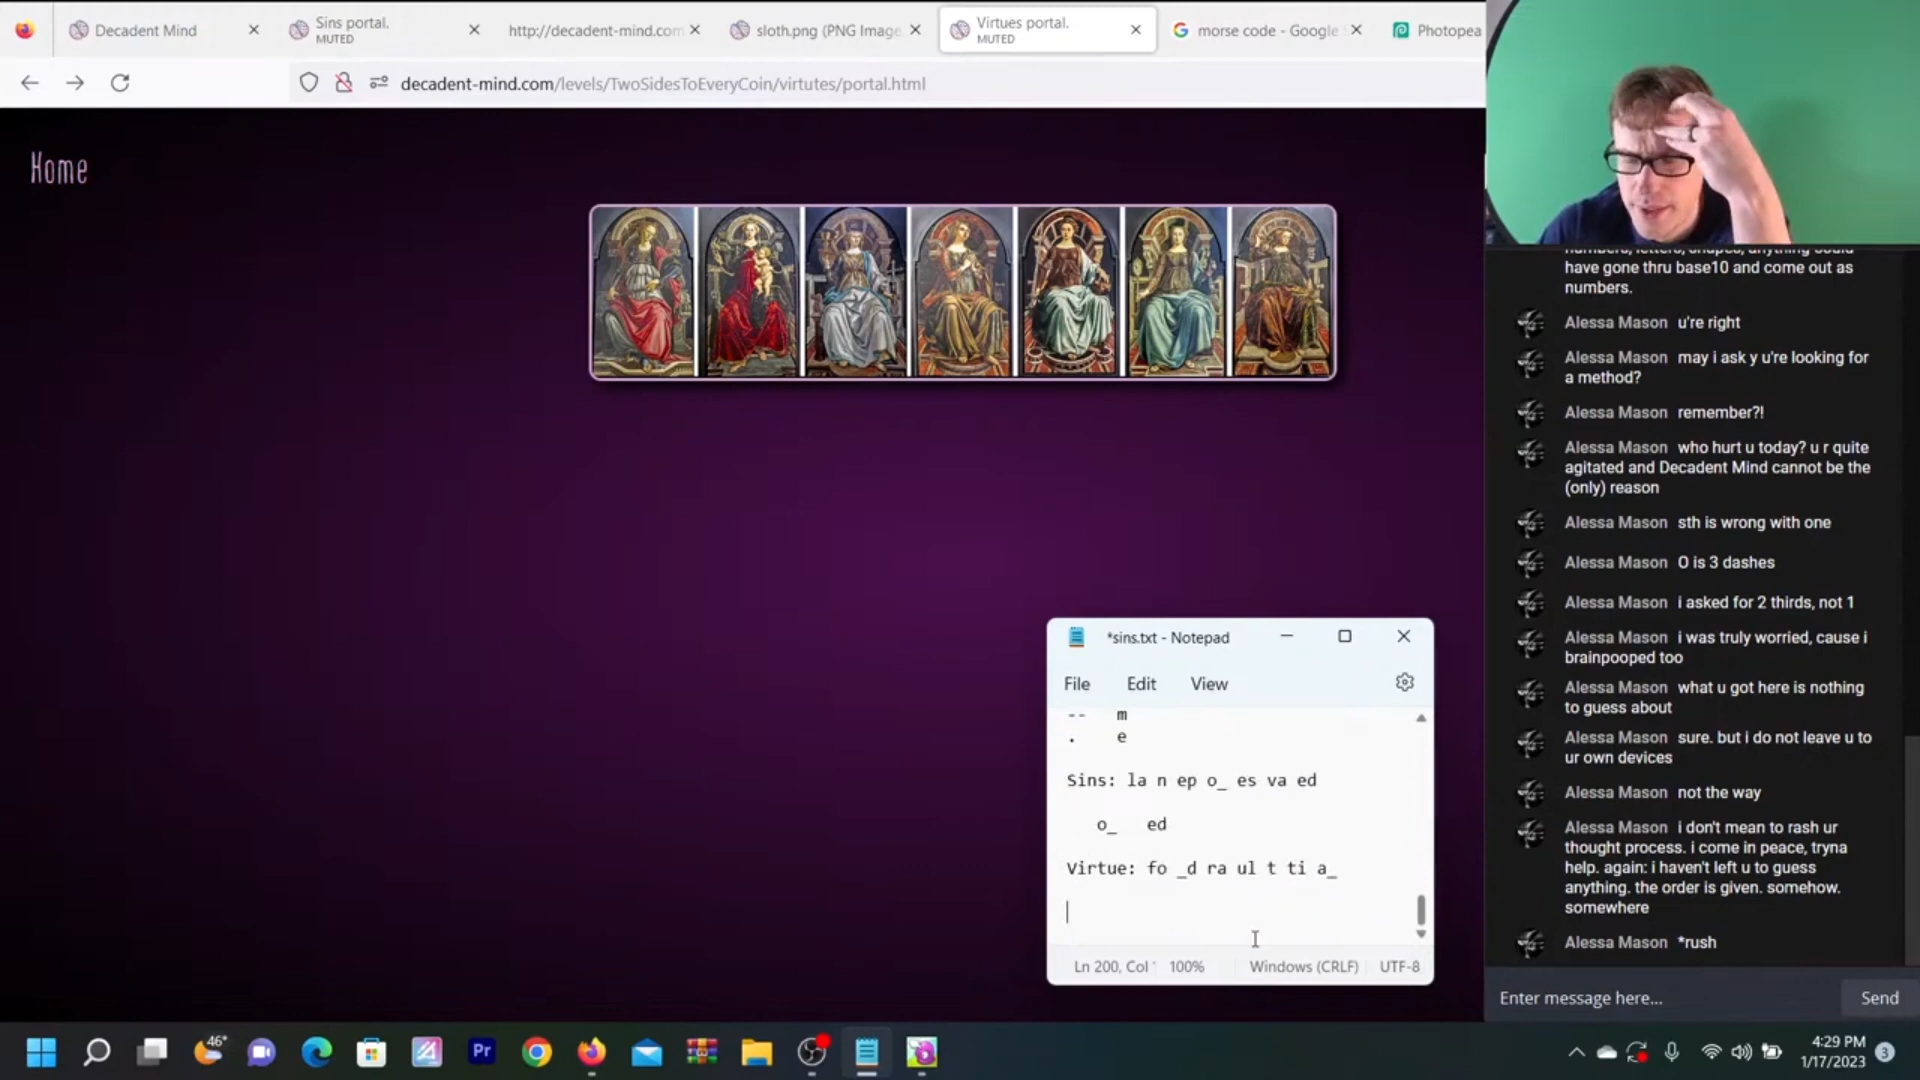 Decadent Mind
Sins portal.
MUTED
http://decadent-mind.com
sloth.png (PNG Image
Virtues portal.
MUTED
morse code - Google
Photopea
decadent-mind.com/levels/TwoSidesToEveryCoin/virtutes/portal.html
Home
have gone thru base10 and come out as
numbers.
Alessa Mason u're right
Alessa Mason may i ask y u're looking for
a method?
Alessa Mason remember?!
Alessa Mason who hurt u today? u r quite
agitated and Decadent Mind cannot be the
(only) reason
Alessa Mason sth is wrong with one
Alessa Mason O is 3 dashes
Alessa Mason i asked for 2 thirds, not 1
Alessa Mason i was truly worried, cause i
brainpooped too
Alessa Mason what u got here is nothing
to guess about
Alessa Mason sure. but i do not leave u to
ur own devices
Alessa Mason not the way
Alessa Mason i don't mean to rash ur
thought process. i come in peace, tryna
help. again: i haven't left u to guess
anything. the order is given. somehow.
somewhere
Alessa Mason *rush
Enter message here...
Send
*sins.txt - Notepad
File Edit View
-- m
. e
Sins: la n ep o_ es va ed
o_ ed
Virtue: fo _d ra ul t ti a_
Ln 200, Col
100%
Windows (CRLF)
UTF-8
46°
Pr
4:29 PM
1/17/2023
3